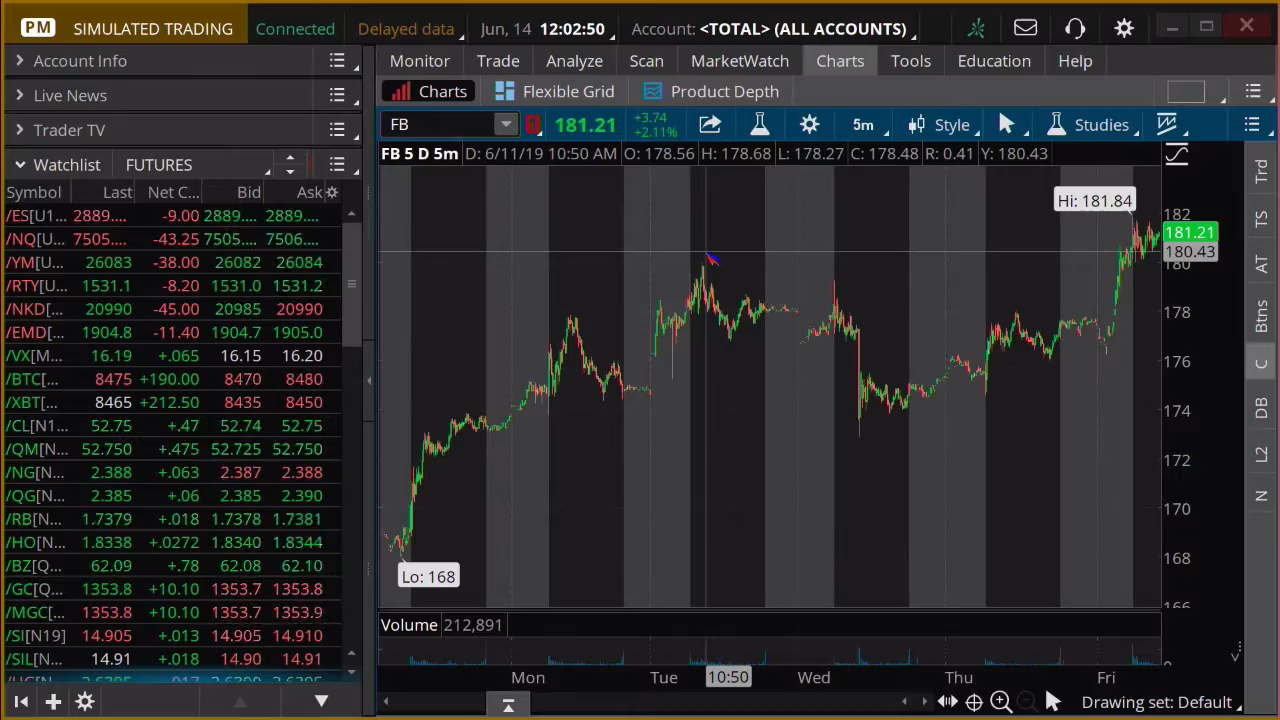 PM SIMULATED TRADING Connected Delayed data Jun, 14 12:02:50 Account: <TOTAL> (ALL ACCOUNTS)
Account Info
Live News
Trader TV
Watchlist FUTURES
Symbol Last Net C... Bid Ask
/ES[U1... 2889.... -9.00 2889.... 2889....
/NQ[U... 7505.... -43.25 7505.... 7506....
/YM[U... 26083 -38.00 26082 26084
/RTY[U... 1531.1 -8.20 1531.0 1531.2
/NKD[U... 20990 -45.00 20985 20990
/EMD[... 1904.8 -11.40 1904.7 1905.0
/VX[M... 16.19 +.065 16.15 16.20
/BTC[... 8475 +190.00 8470 8480
/XBT[... 8465 +212.50 8435 8450
/CL[N1... 52.75 +.47 52.74 52.75
/QM[N... 52.750 +.475 52.725 52.750
/NG[N... 2.388 +.063 2.387 2.388
/QG[N... 2.385 +.06 2.385 2.390
/RB[N... 1.7379 +.018 1.7378 1.7381
/HO[N... 1.8338 +.0272 1.8340 1.8344
/BZ[Q... 62.09 +.78 62.08 62.10
/GC[Q... 1353.8 +10.10 1353.7 1353.8
/MGC[... 1353.8 +10.10 1353.7 1353.9
/SI[N19] 14.905 +.013 14.905 14.910
/SIL[N... 14.91 +.018 14.90 14.91
Monitor Trade Analyze Scan MarketWatch Charts Tools Education Help
Charts Flexible Grid Product Depth
FB 1 181.21 +3.74 5m Style Studies
+2.11%
FB 5 D 5m D: 6/11/19 10:50 AM O: 178.56 H: 178.68 L: 178.27 C: 178.48 R: 0.41 Y: 180.43
Hi: 181.84
182
181.21
180.43
180
178
176
174
172
170
168
166
Lo: 168
Volume 212,891
0
Mon Tue 10:50 Wed Thu Fri
Drawing set: Default
Trd
TS
AT
Btns
C
DB
L2
N